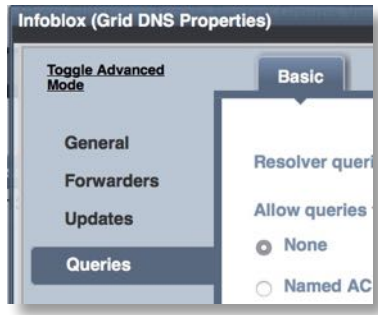 Infoblox (Grid DNS Properties)
Toggle Advanced
Mode
Basic
General
Forwarders
Updates
Queries
Resolver queri
Allow queries
None
Named AC